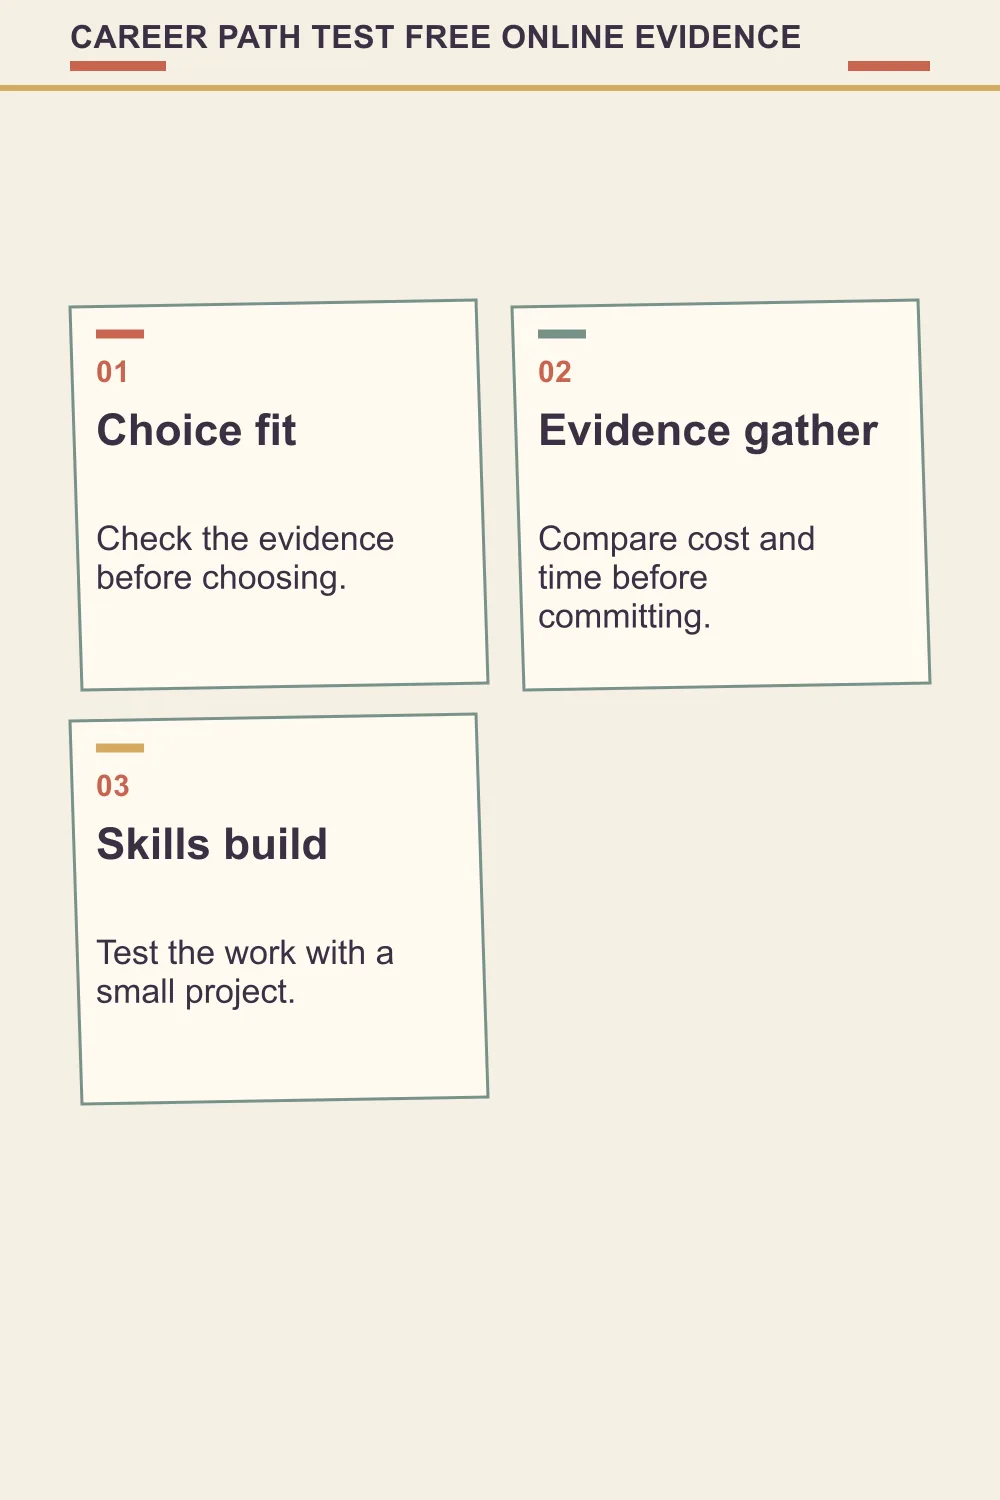 CAREER PATH TEST FREE ONLINE EVIDENCE
01
Choice fit
Check the evidence
before choosing.
02
Evidence gather
Compare cost and
time before
committing.
03
Skills build
Test the work with a
small project.